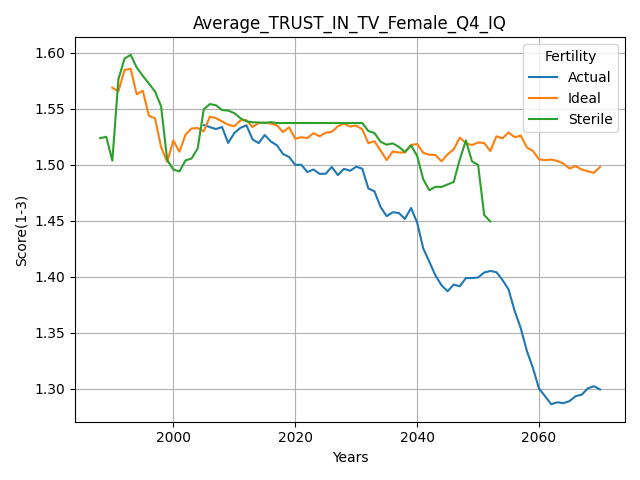 Average_TRUST_IN_TV_Female_Q4_IQ
Fertility
Actual
Ideal
Sterile
Score(1-3)
1.60
1.55
1.50
1.45
1.40
1.35
1.30
2000 2020 2040 2060
Years